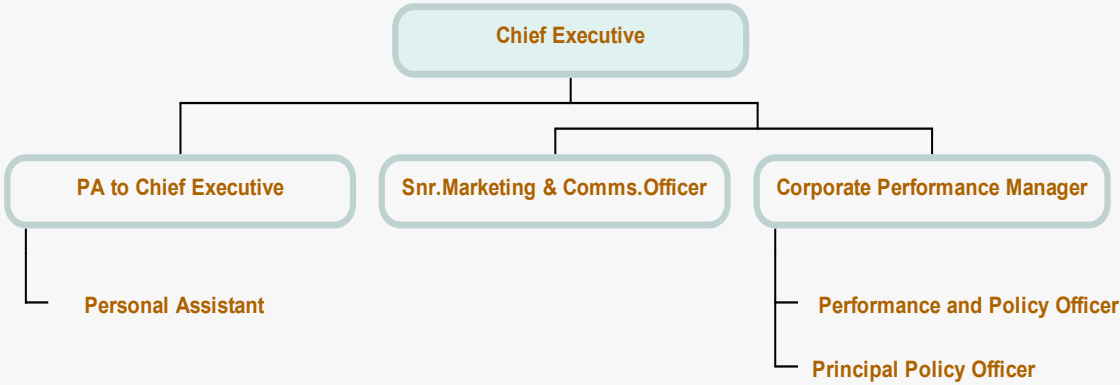 Chief Executive
PA to Chief Executive
Snr.Marketing & Comms.Officer
Corporate Performance Manager
Personal Assistant
Performance and Policy Officer
Principal Policy Officer